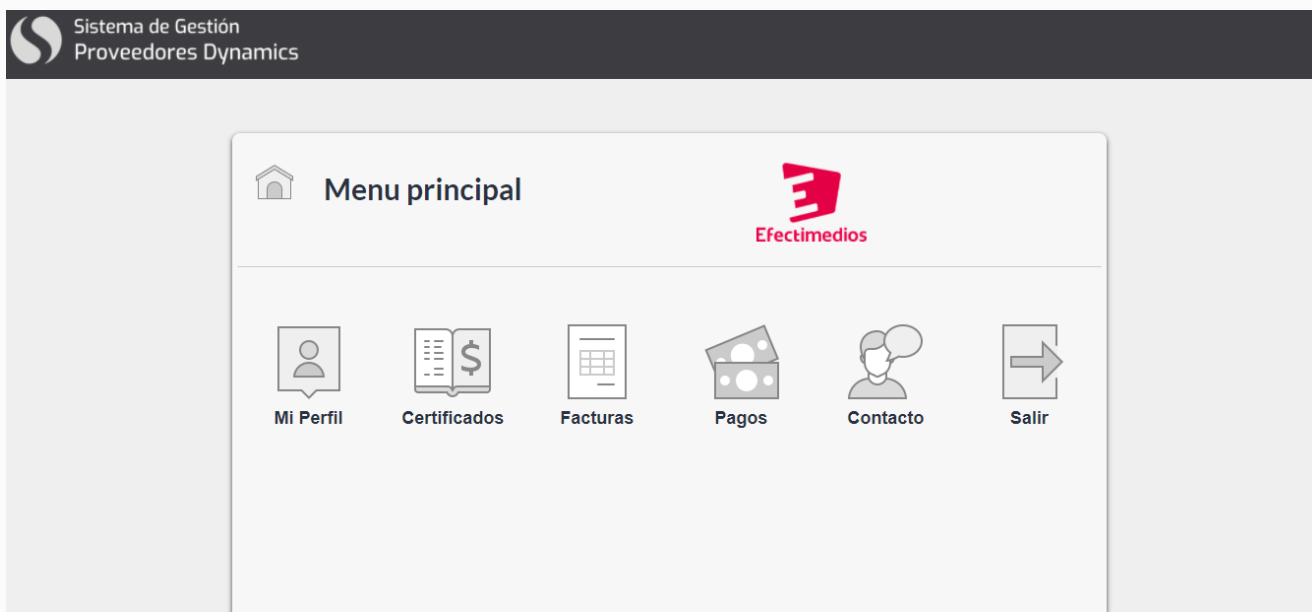 Sistema de Gestión
Proveedores Dynamics
Menu principal
Efectimedios
Mi Perfil
Certificados
Facturas
Pagos
Contacto
Salir